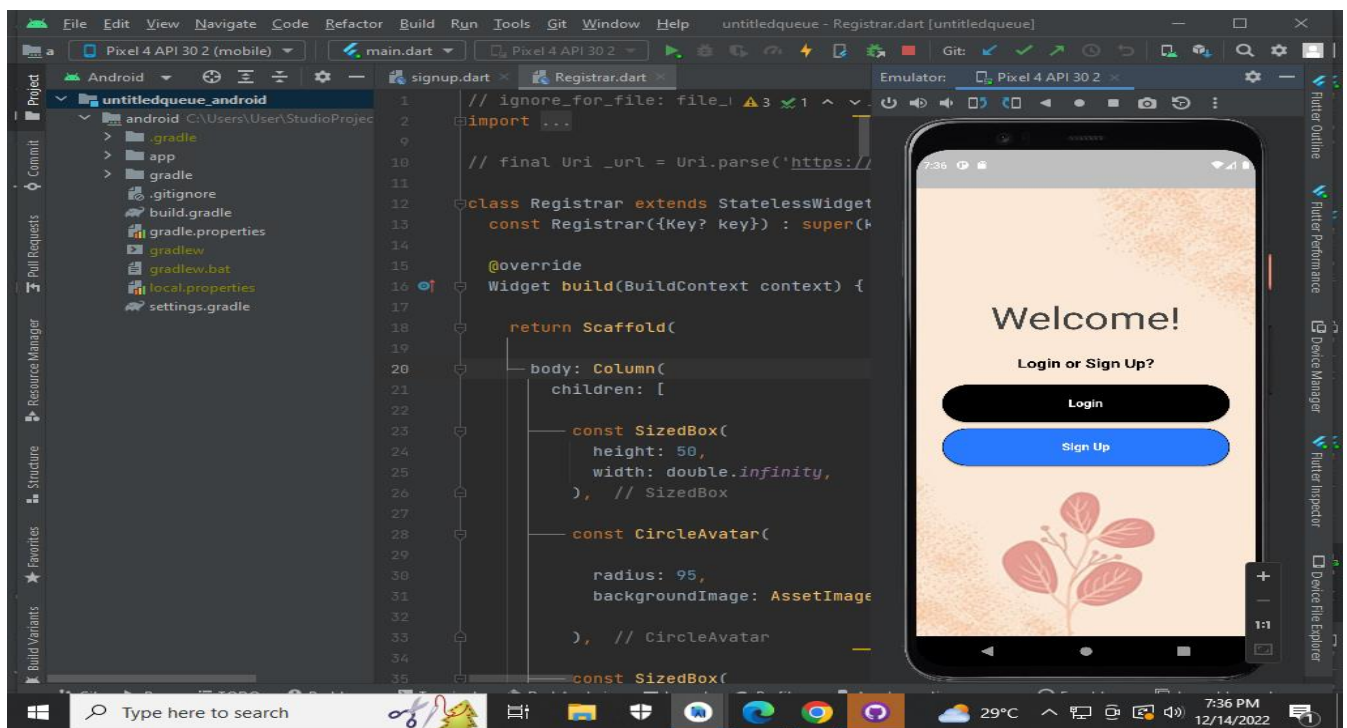 File Edit View Navigate Code Refactor Build Run Tools Git Window Help untitledqueue - Registrar.dart [untitledqueue]
a Pixel 4 API 30 2 (mobile) main.dart Pixel 4 API 30 2 Git:
Android signup.dart Registrar.dart Emulator: Pixel 4 API 30 2
Project
Commit
Pull Requests
Resource Manager
Structure
Favorites
Build Variants
untitledqueue_android
android C:\Users\User\StudioProjec
.gradle
app
gradle
.gitignore
build.gradle
gradle.properties
gradlew
gradlew.bat
local.properties
settings.gradle
3 1
1 // ignore_for_file: file_
2 import ...
9
10 // final Uri _url = Uri.parse('https://
11
12 class Registrar extends StatelessWidget
13 const Registrar({Key? key}) : super(k
14
15 @override
16 Widget build(BuildContext context) {
17
18 return Scaffold(
19
20 body: Column(
21 children: [
22
23 const SizedBox(
24 height: 50,
25 width: double.infinity,
26 ), // SizedBox
27
28 const CircleAvatar(
29
30 radius: 95,
31 backgroundImage: AssetImage
32
33 ), // CircleAvatar
34
35 const SizedBox(
7:36
Welcome!
Login or Sign Up?
Login
Sign Up
1:1
Flutter Outline
Flutter Performance
Device Manager
Flutter Inspector
Device File Explorer
Type here to search
29°C
7:36 PM
12/14/2022
1